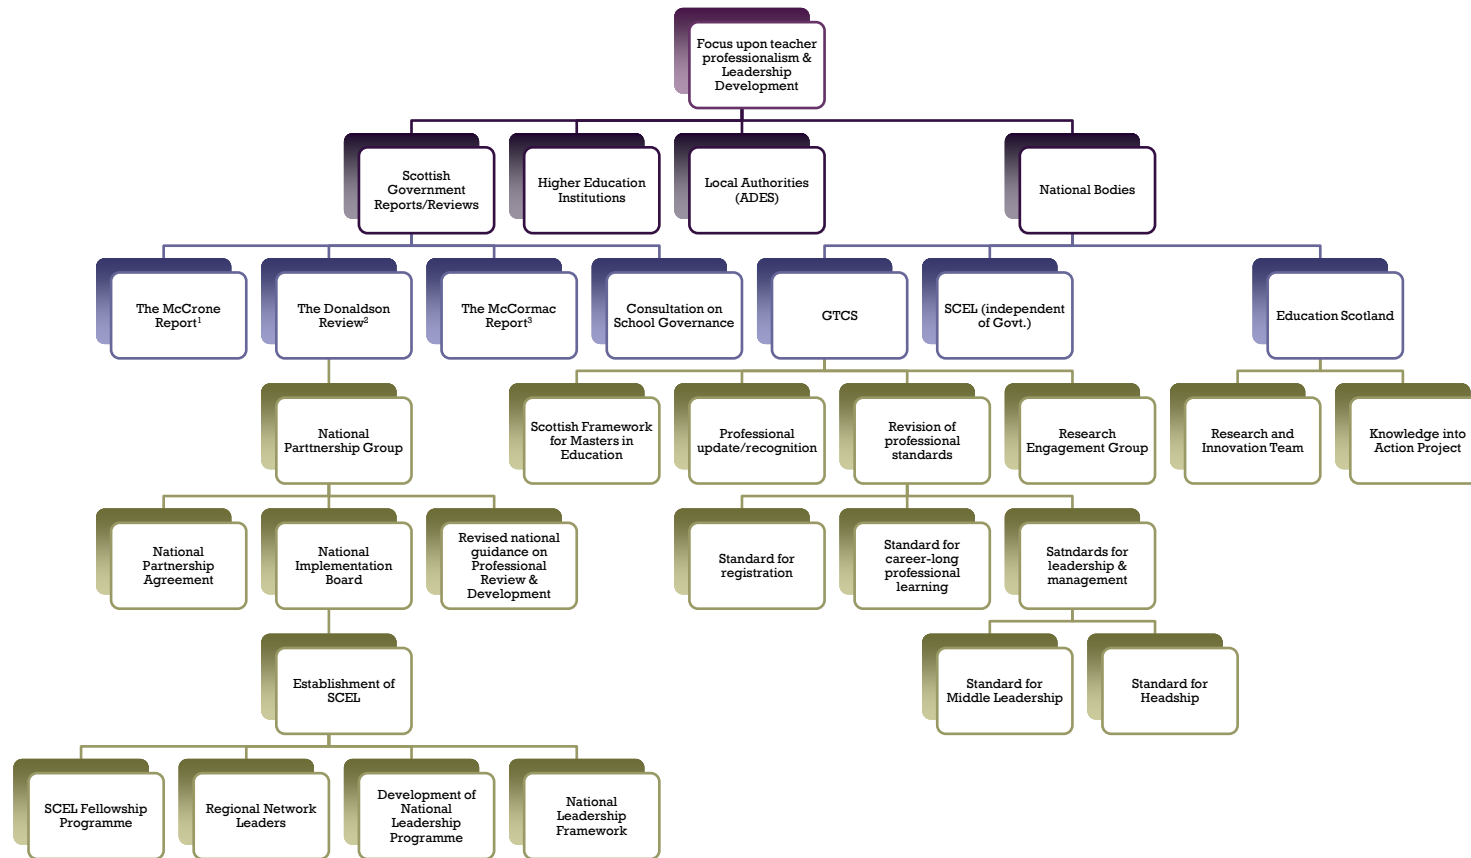 Focus upon teacher
professionalism &
Leadership
Development
Scottish
Government
Reports/Reviews
Higher Education
Institutions
Local Authorities
(ADES)
National Bodies
The McCrone
Report¹
The Donaldson
Review²
The McCormac
Report³
Consultation on
School Governance
GTCS
SCEL (independent
of Govt.)
Education Scotland
National
Parttnership Group
Scottish Framework
for Masters in
Education
Professional
update/recognition
Revision of
professional
standards
Research
Engagement Group
Research and
Innovation Team
Knowledge into
Action Project
National
Partnership
Agreement
National
Implementation
Board
Revised national
guidance on
Professional
Review &
Development
Standard for
registration
Standard for
career-long
professional
learning
Satndards for
leadership &
management
Establishment of
SCEL
Standard for
Middle Leadership
Standard for
Headship
SCEL Fellowship
Programme
Regional Network
Leaders
Development of
National
Leadership
Programme
National
Leadership
Framework